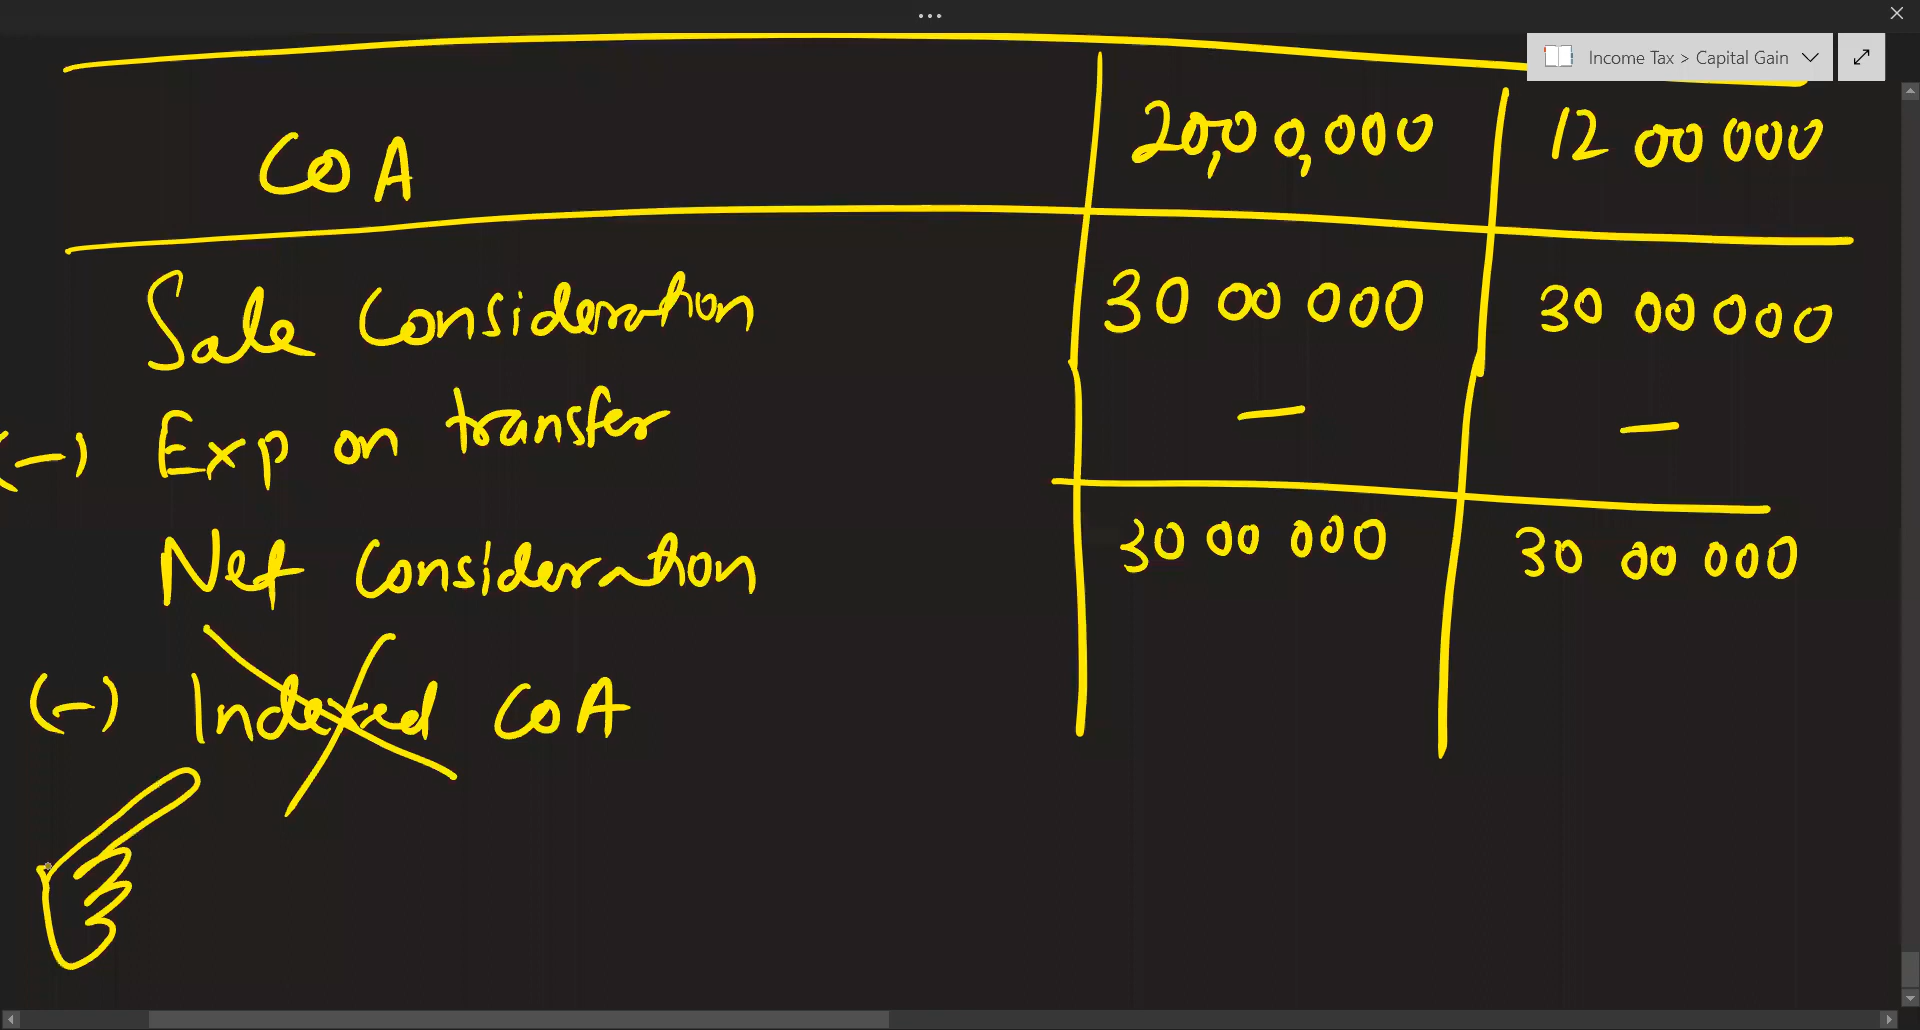 Income Tax > Capital Gain
COA 20,00,000 12 00 000
Sale Consideration 30 00 000 30 00 000
(-) Exp on transfer — —
Net Consideration 30 00 000 30 00 000
(-) Indexed COA